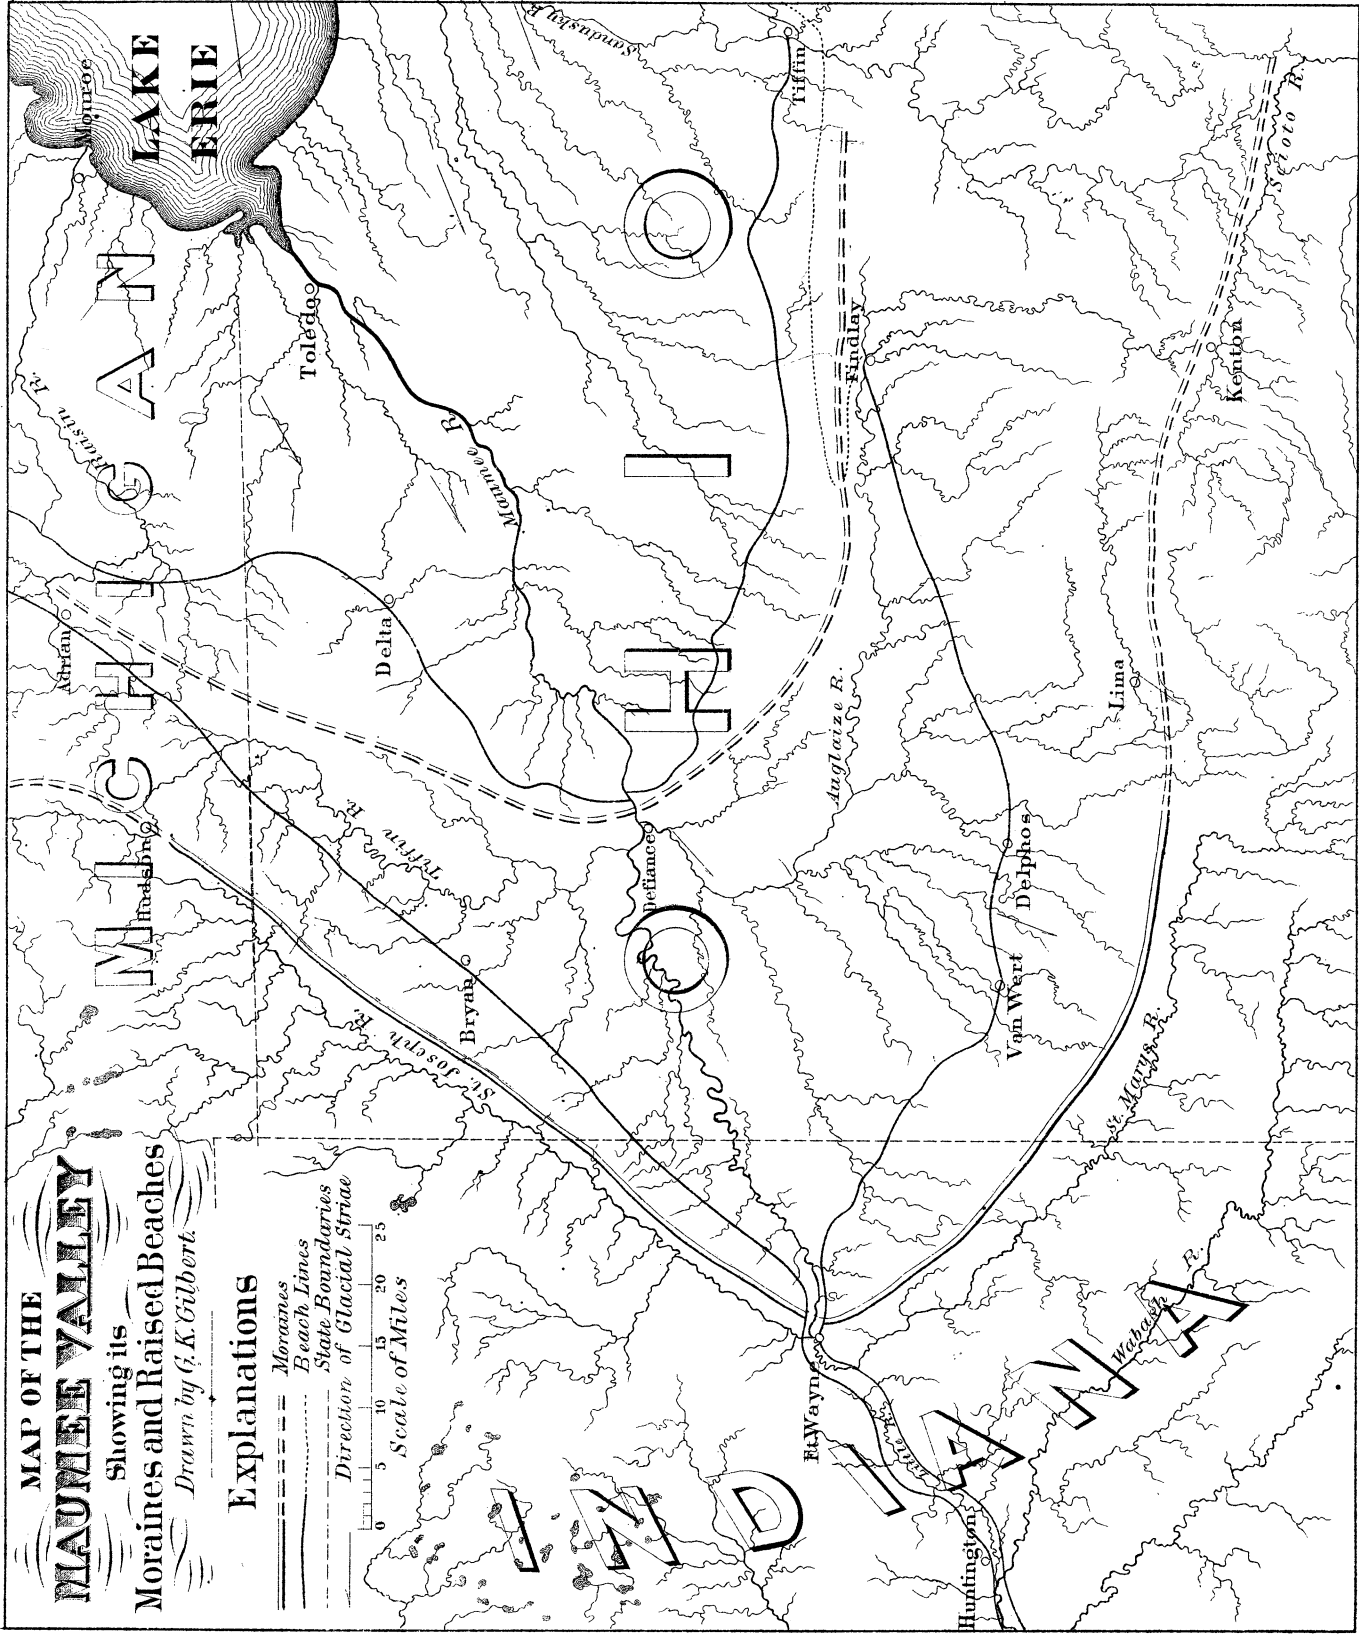 MAP OF THE
MAUMEE VALLEY
Showing its
Moraines and Raised Beaches
Drawn by G. K. Gilbert.
Explanations
Moraines
Beach Lines
State Boundaries
Direction of Glacial Striae
0 5 10 15 20 25
Scale of Miles
MICHIGAN
OHIO
INDIANA
LAKE
ERIE
Monroe
Raisin R.
Adrian
Hudson
Toledo
Maumee R.
Delta
Tiffin R.
Bryan
St. Joseph R.
Defiance
Sandusky R.
Tiffin
Findlay
Auglaize R.
Scioto R.
Kenton
Lima
Delphos
Van Wert
St. Marys R.
Ft. Wayne
Little R.
Huntington
Wabash R.